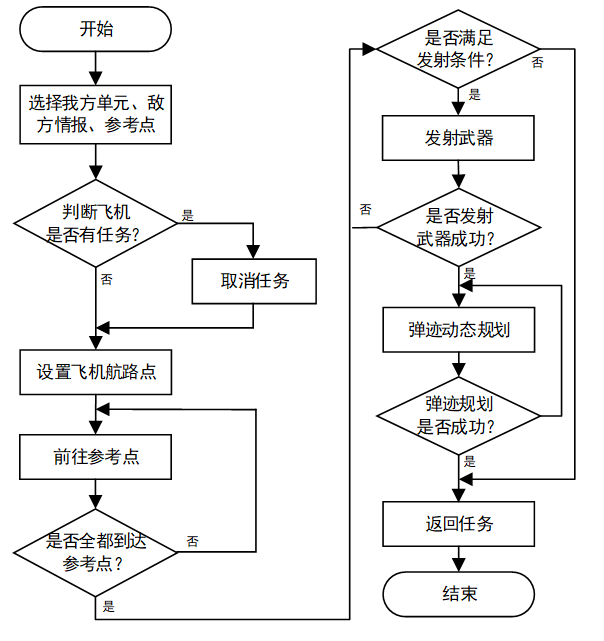 开始
选择我方单元、敌
方情报、参考点
判断飞机
是否有任务？
是
取消任务
否
设置飞机航路点
前往参考点
是否全都到达
参考点？
否
是
是否满足
发射条件？
否
是
发射武器
是否发射
武器成功？
否
是
弹迹动态规划
弹迹规划
是否成功？
是
返回任务
结束